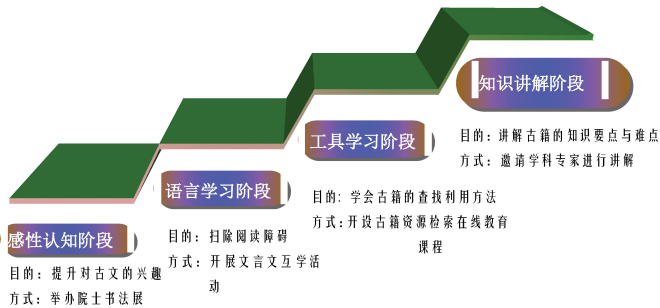 知识讲解阶段
目的：讲解古籍的知识要点与难点
方式：邀请学科专家进行讲解
工具学习阶段
目的：学会古籍的查找利用方法
方式：开设古籍资源检索在线教育
课程
语言学习阶段
目的：扫除阅读障碍
方式：开展文言文互学活
动
感性认知阶段
目的：提升对古文的兴趣
方式：举办院士书法展